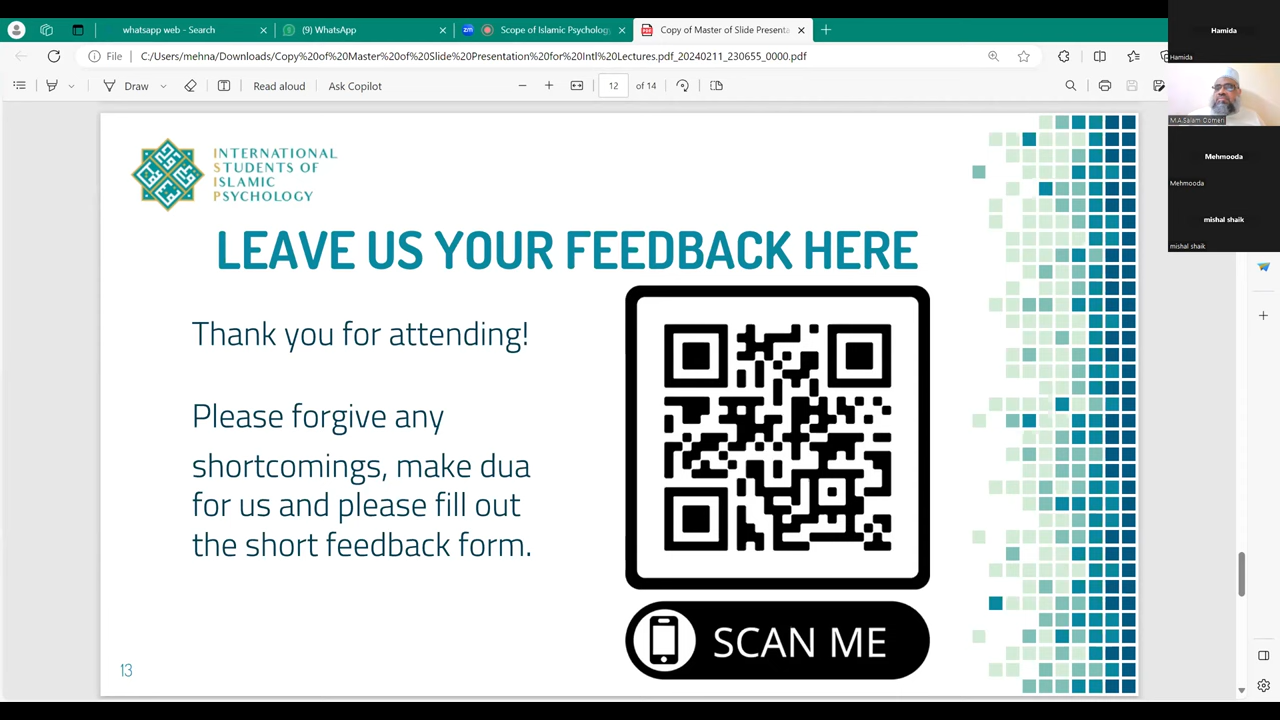 whatsapp web - Search
(9) WhatsApp
zm
Scope of Islamic Psychology
Copy of Master of Slide Presenta
File
C:/Users/mehna/Downloads/Copy%20of%20Master%20of%20Slide%20Presentation%20for%20Intl%20Lectures.pdf_20240211_230655_0000.pdf
Draw
Read aloud
Ask Copilot
12
of 14
INTERNATIONAL
STUDENTS OF
ISLAMIC
PSYCHOLOGY
LEAVE US YOUR FEEDBACK HERE
Thank you for attending!
Please forgive any
shortcomings, make dua
for us and please fill out
the short feedback form.
SCAN ME
13
Hamida
Hamida
M.A.Salam Oomeri
Mehmooda
Mehmooda
mishal shaik
mishal shaik